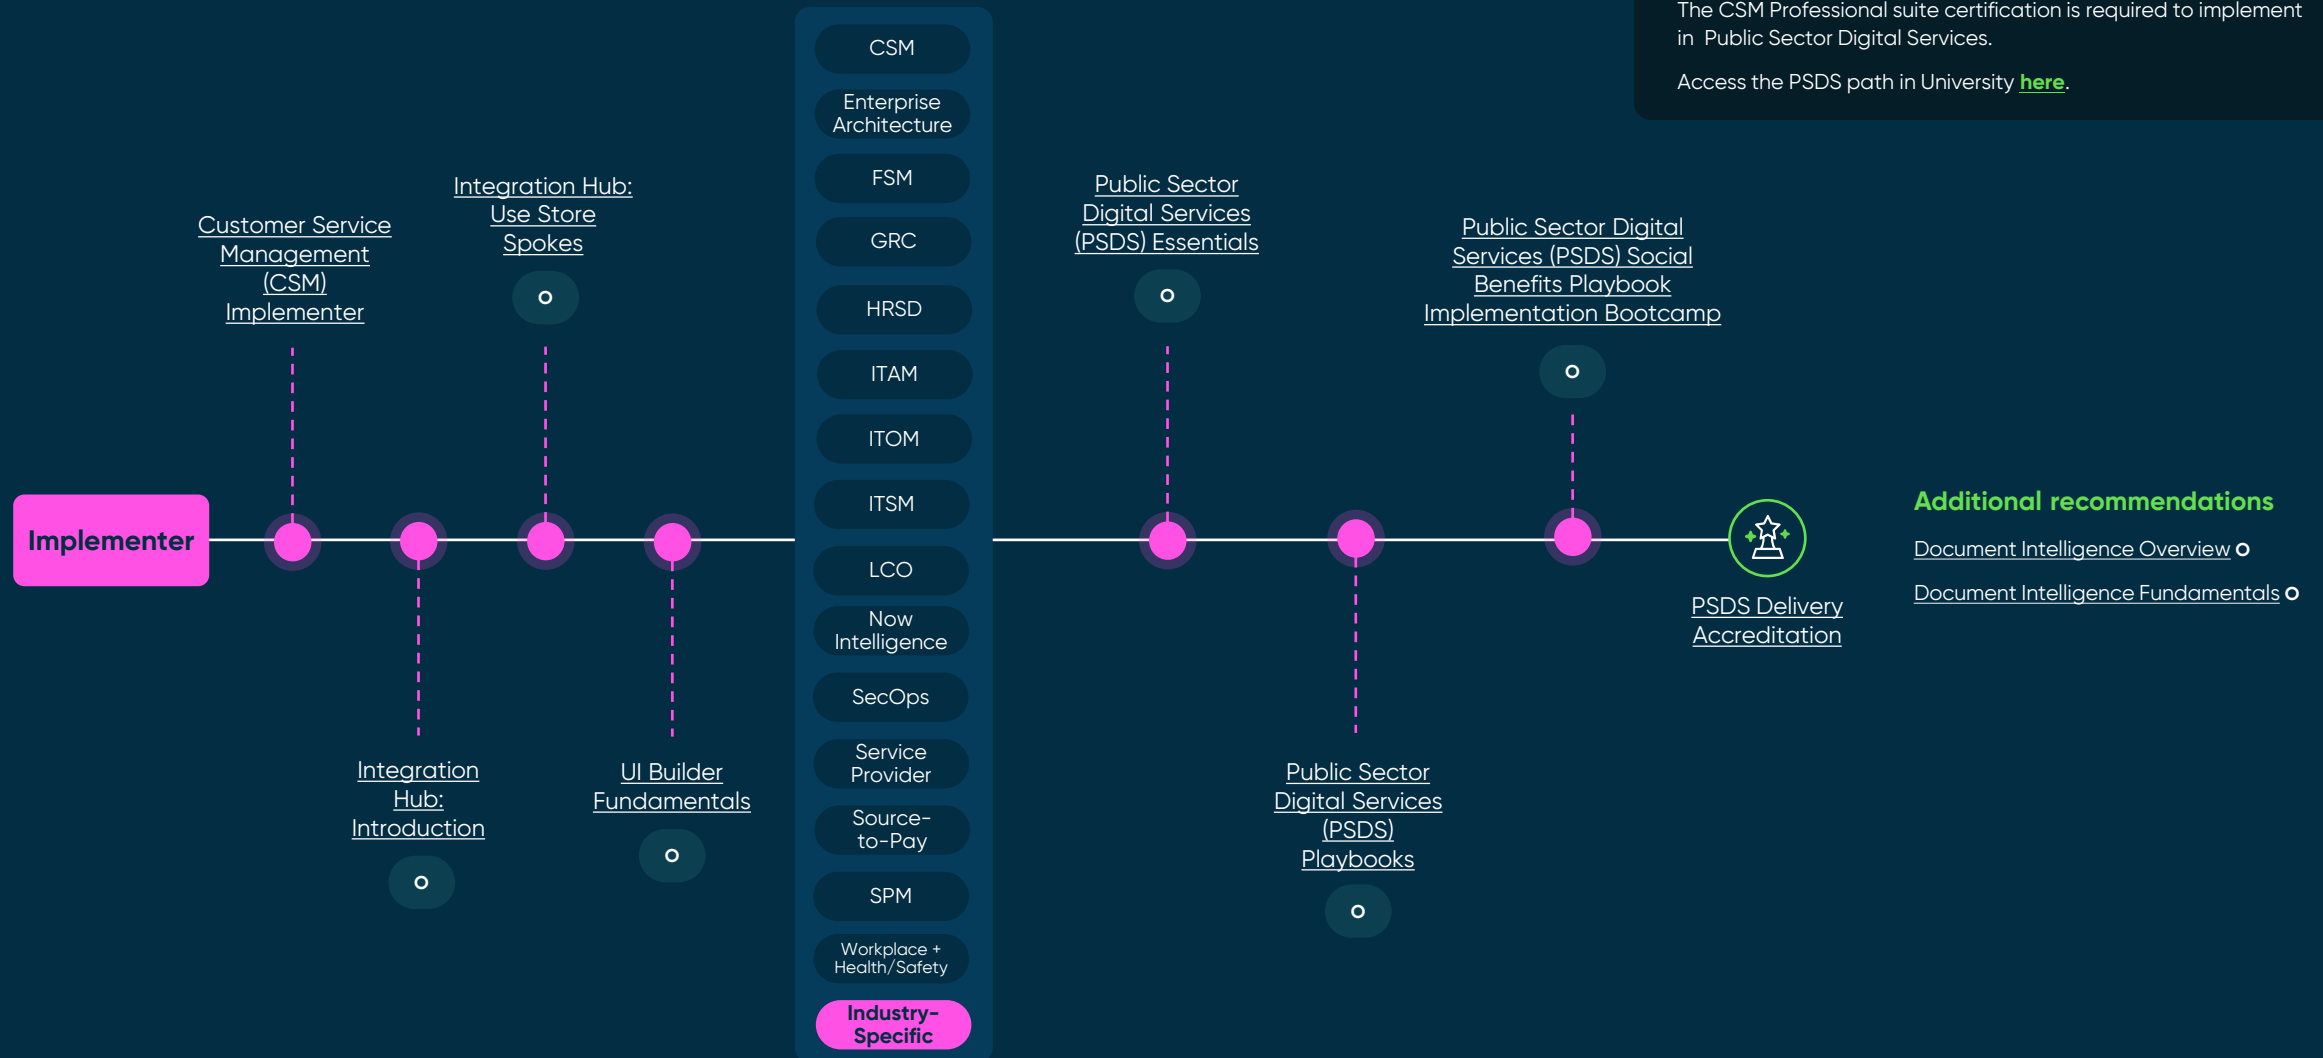 The CSM Professional suite certification is required to implement
in Public Sector Digital Services.
Access the PSDS path in University here.
Implementer
Customer Service
Management
(CSM)
Implementer
Integration
Hub:
Introduction
Integration Hub:
Use Store
Spokes
UI Builder
Fundamentals
CSM
Enterprise
Architecture
FSM
GRC
HRSD
ITAM
ITOM
ITSM
LCO
Now
Intelligence
SecOps
Service
Provider
Source-
to-Pay
SPM
Workplace +
Health/Safety
Industry-
Specific
Public Sector
Digital Services
(PSDS) Essentials
Public Sector
Digital Services
(PSDS)
Playbooks
Public Sector Digital
Services (PSDS) Social
Benefits Playbook
Implementation Bootcamp
PSDS Delivery
Accreditation
Additional recommendations
Document Intelligence Overview
Document Intelligence Fundamentals